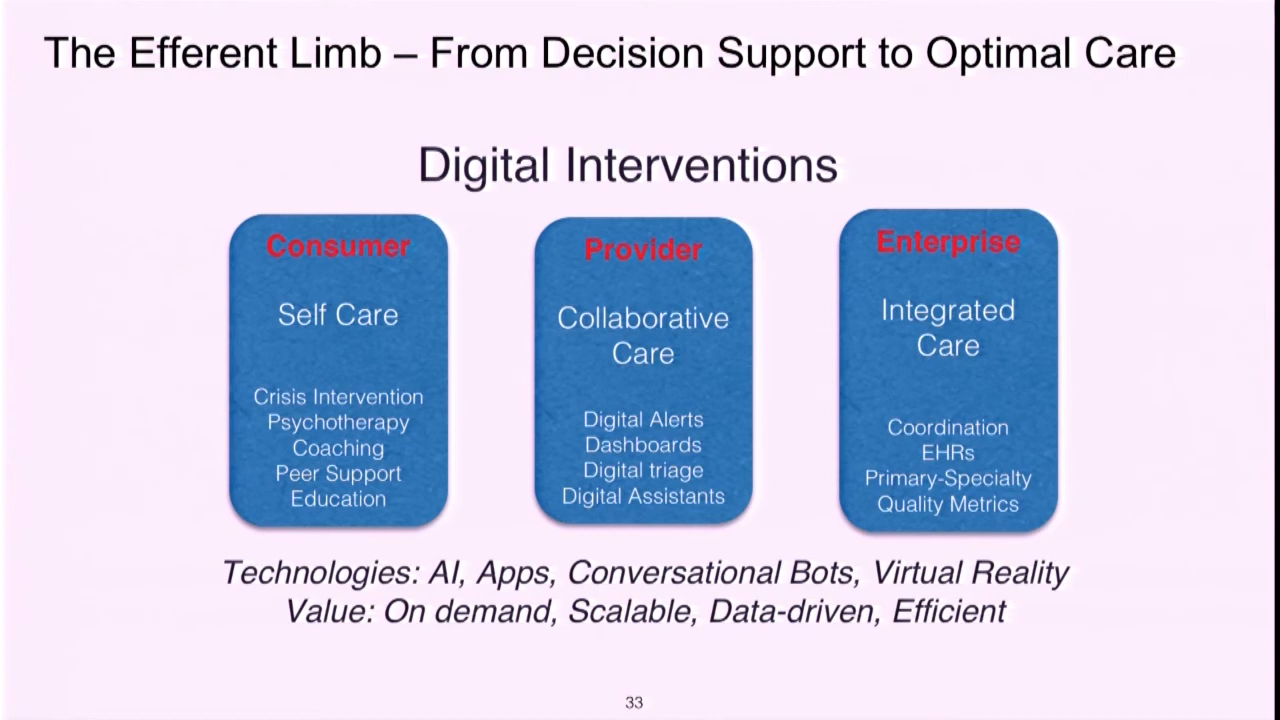 The Efferent Limb – From Decision Support to Optimal Care
Digital Interventions
Consumer
Self Care
Crisis Intervention
Psychotherapy
Coaching
Peer Support
Education
Provider
Collaborative
Care
Digital Alerts
Dashboards
Digital triage
Digital Assistants
Enterprise
Integrated
Care
Coordination
EHRs
Primary-Specialty
Quality Metrics
Technologies: AI, Apps, Conversational Bots, Virtual Reality
Value: On demand, Scalable, Data-driven, Efficient
33